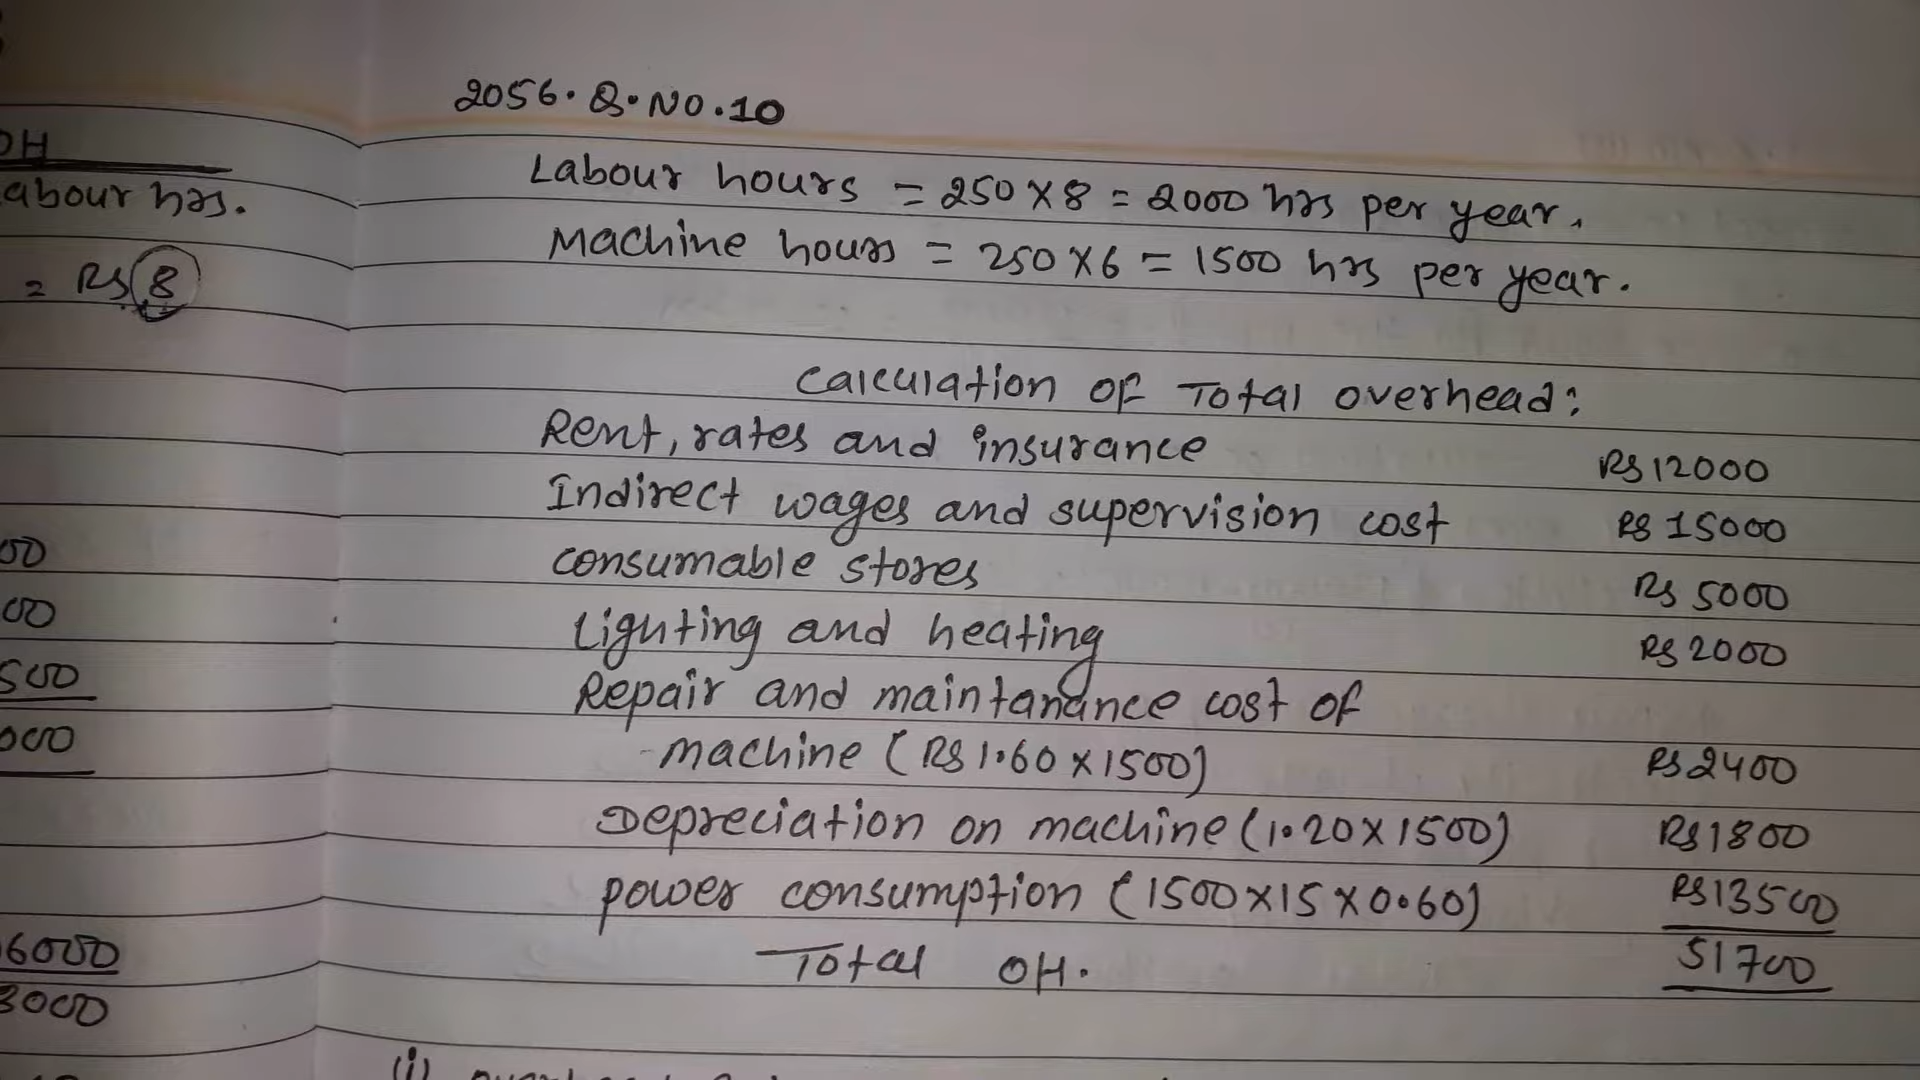 OH
abour hrs.
= Rs 8
00
00
500
000
6000
3000
2056. Q. NO. 10
Labour hours = 250 × 8 = 2000 hrs per year.
Machine hours = 250 × 6 = 1500 hrs per year.
Calculation of Total overhead:
Rent, rates and insurance Rs 12000
Indirect wages and supervision cost Rs 15000
consumable stores Rs 5000
Lighting and heating Rs 2000
Repair and maintanance cost of
machine (Rs 1.60 × 1500) Rs 2400
Depreciation on machine (1.20 × 1500) Rs 1800
power consumption (1500 × 15 × 0.60) Rs 13500
Total OH. 51700
(i)